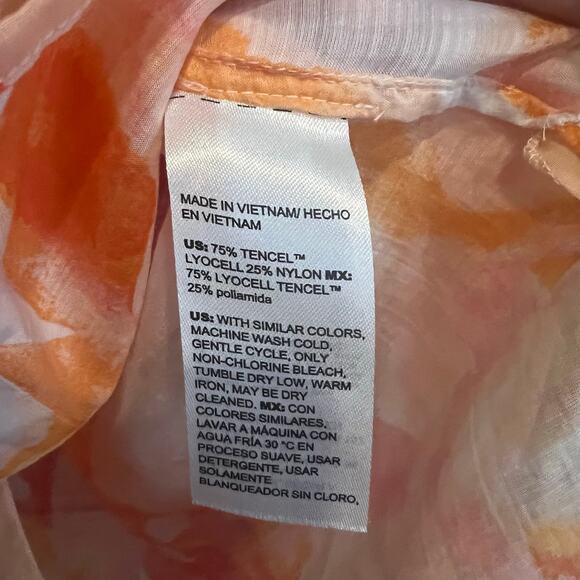 MADE IN VIETNAM/ HECHO
EN VIETNAM
US: 75% TENCEL™
LYOCELL 25% NYLON MX:
75% LYOCELL TENCEL™
25% poliamida
US: WITH SIMILAR COLORS,
MACHINE WASH COLD,
GENTLE CYCLE, ONLY
NON-CHLORINE BLEACH,
TUMBLE DRY LOW, WARM
IRON, MAY BE DRY
CLEANED. MX: CON
COLORES SIMILARES,
LAVAR A MÁQUINA CON
AGUA FRÍA 30 °C EN
PROCESO SUAVE, USAR
DETERGENTE, USAR
SOLAMENTE
BLANQUEADOR SIN CLORO,